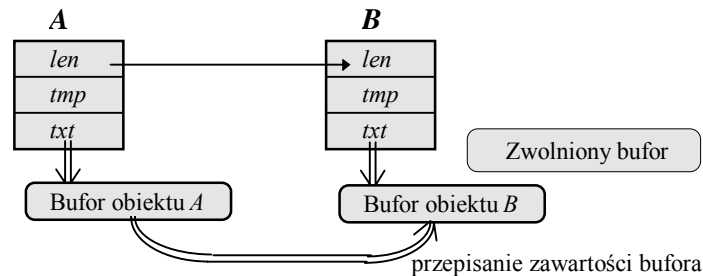 A
B
len
len
tmp
tmp
txt
txt
Zwolniony bufor
Bufor obiektu A
Bufor obiektu B
przepisanie zawartości bufora